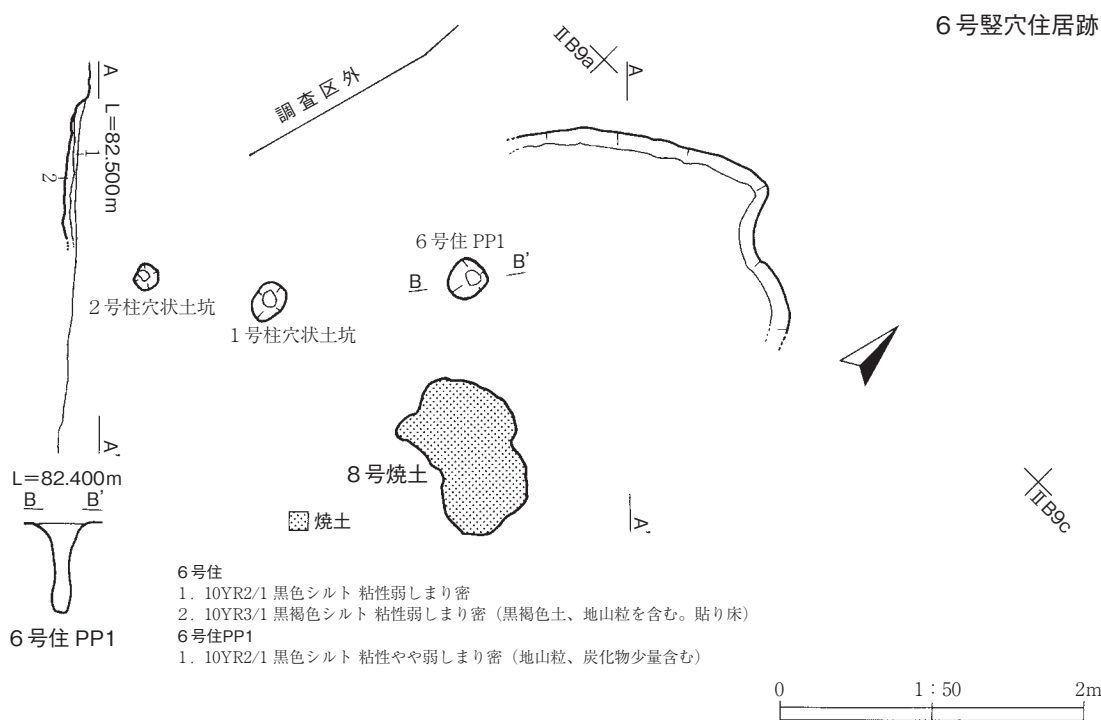 6号竪穴住居跡
ⅡB9a
A
調査区外
A
L=82.500m
1
2
6号住 PP1
B
B'
2号柱穴状土坑
1号柱穴状土坑
A'
8号焼土
L=82.400m
B
B'
焼土
A'
ⅡB9c
6号住 PP1
6号住
1．10YR2/1 黒色シルト 粘性弱しまり密
2．10YR3/1 黒褐色シルト 粘性弱しまり密（黒褐色土、地山粒を含む。貼り床）
6号住PP1
1．10YR2/1 黒色シルト 粘性やや弱しまり密（地山粒、炭化物少量含む）
0
1：50
2m